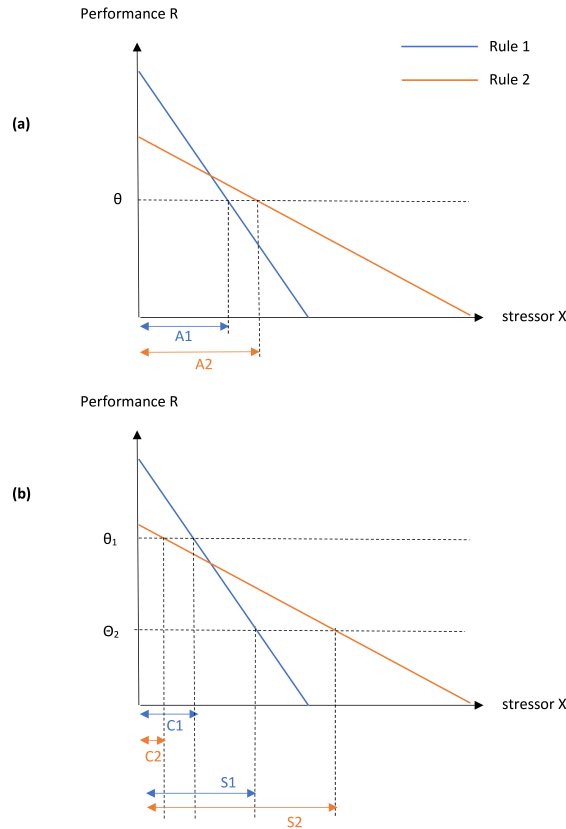 Performance R
Rule 1
Rule 2
(a)
θ
stressor X
A1
A2
Performance R
(b)
θ1
Θ2
stressor X
C1
C2
S1
S2